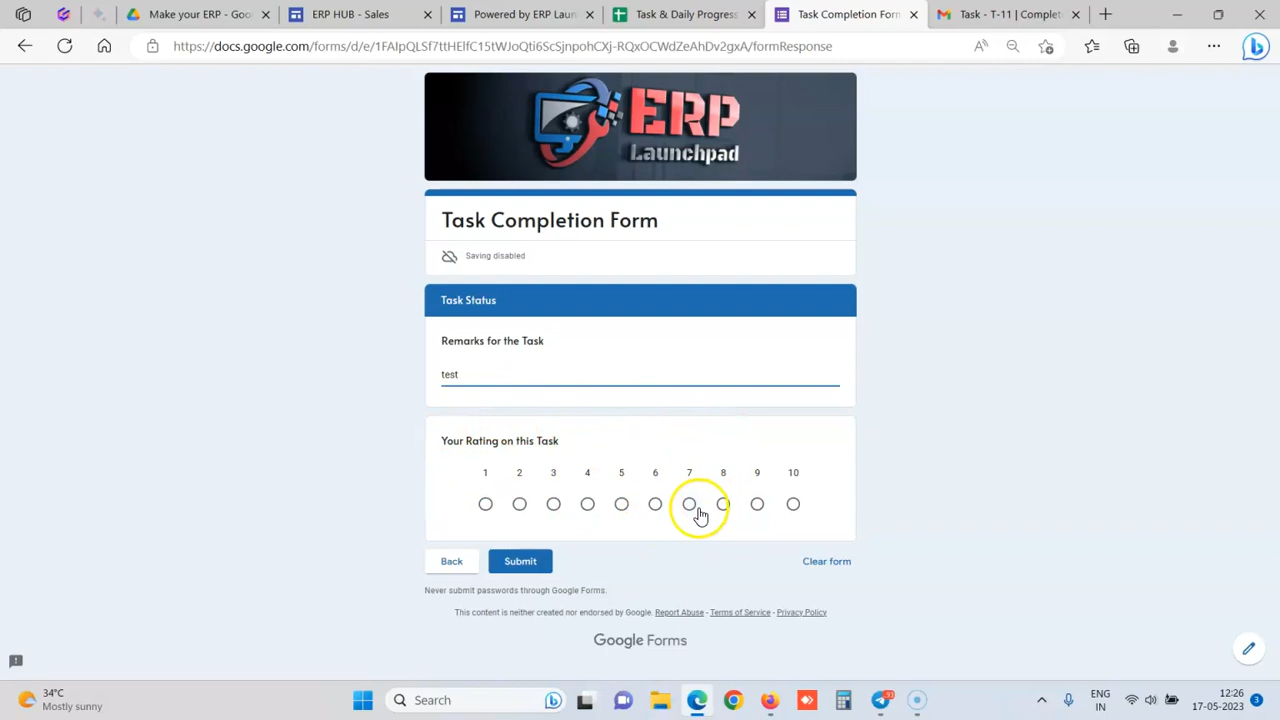 Make your ERP - Goo
ERP HUB - Sales
Powered by ERP Laun
Task & Daily Progress
Task Completion Form
Task - T-11 | Complet
https://docs.google.com/forms/d/e/1FAIpQLSf7ttHElfC15tWJoQti6ScSjnpohCXj-RQxOCWdZeAhDv2gxA/formResponse
ERP
Launchpad
Task Completion Form
Saving disabled
Task Status
Remarks for the Task
test
Your Rating on this Task
1 2 3 4 5 6 7 8 9 10
Back
Submit
Clear form
Never submit passwords through Google Forms.
This content is neither created nor endorsed by Google. Report Abuse - Terms of Service - Privacy Policy
Google Forms
34°C
Mostly sunny
Search
93
ENG
IN
12:26
17-05-2023
3